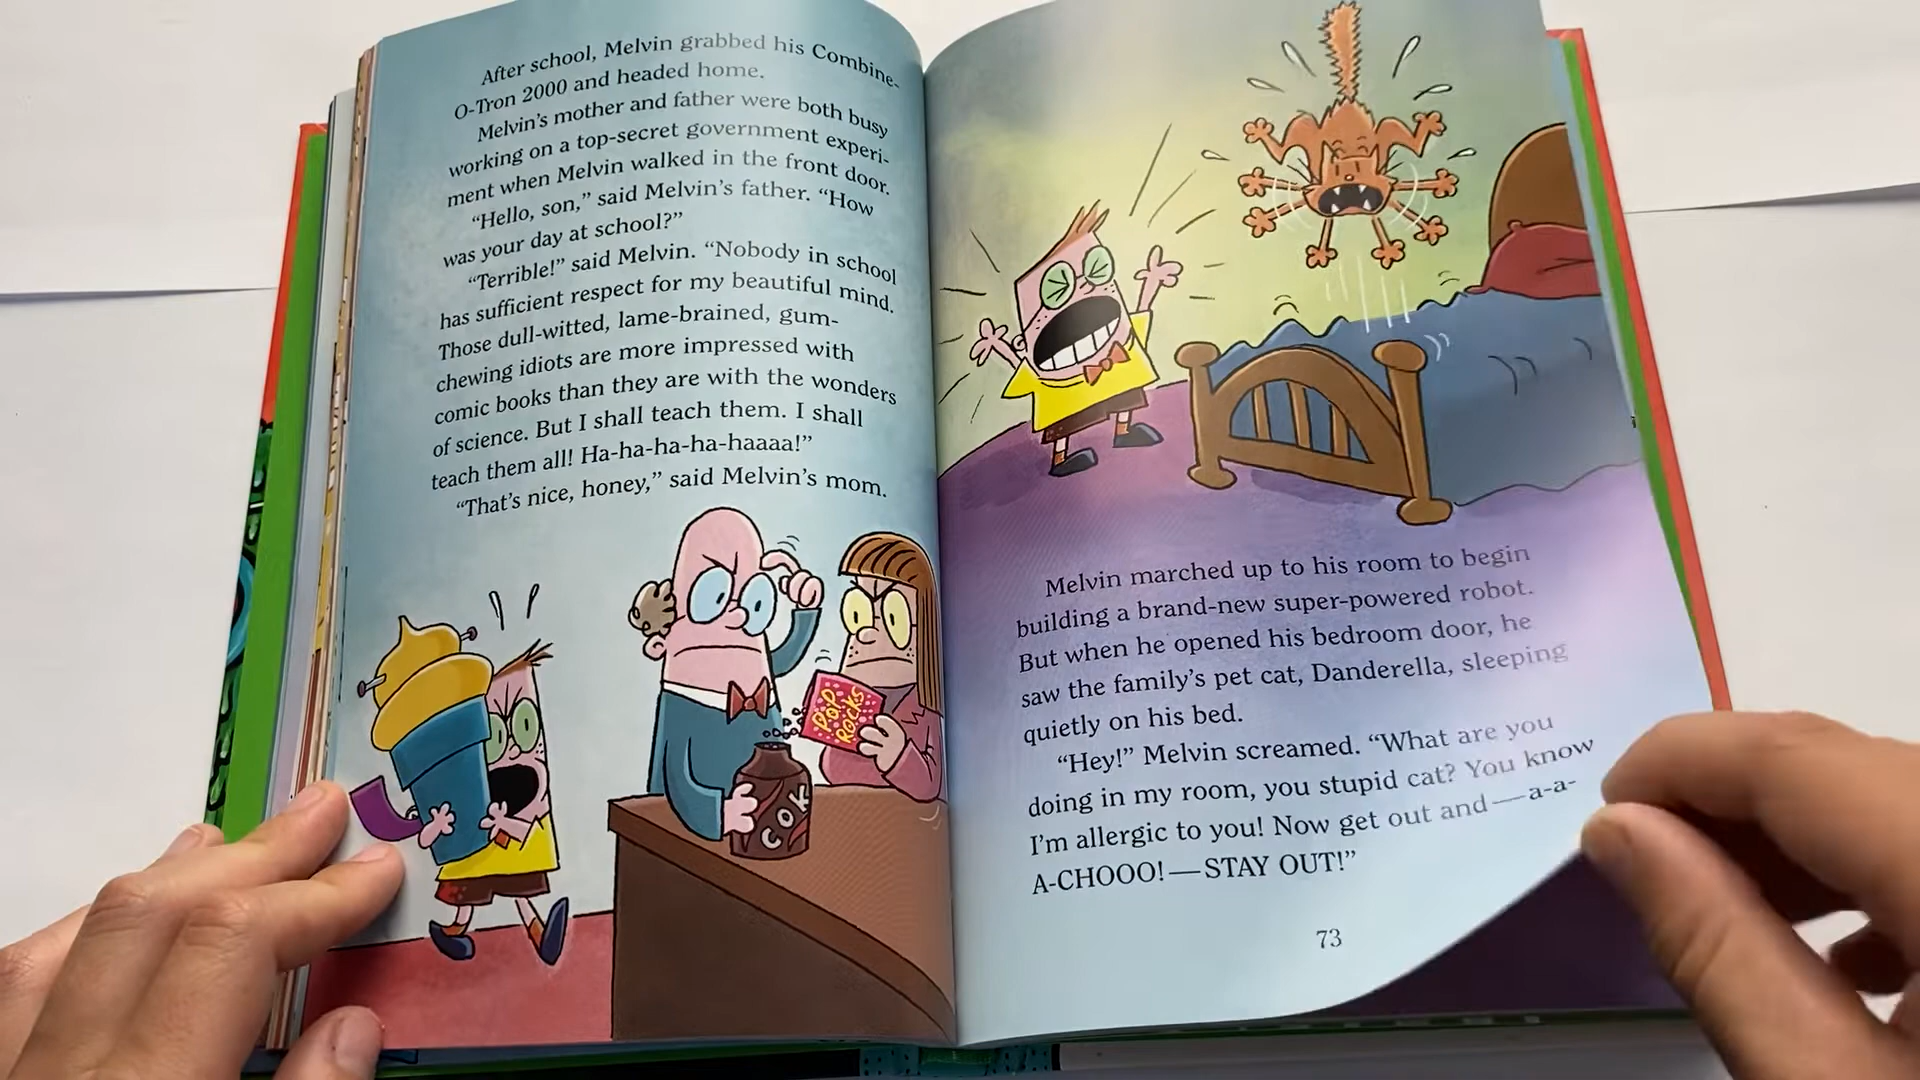 After school, Melvin grabbed his Combine-
O-Tron 2000 and headed home.
Melvin's mother and father were both busy
working on a top-secret government experi-
ment when Melvin walked in the front door.
“Hello, son,” said Melvin's father. “How
was your day at school?”
“Terrible!” said Melvin. “Nobody in school
has sufficient respect for my beautiful mind.
Those dull-witted, lame-brained, gum-
chewing idiots are more impressed with
comic books than they are with the wonders
of science. But I shall teach them. I shall
teach them all! Ha-ha-ha-ha-haaaa!”
“That's nice, honey,” said Melvin's mom.
POP
ROCKS
COK
Melvin marched up to his room to begin
building a brand-new super-powered robot.
But when he opened his bedroom door, he
saw the family's pet cat, Danderella, sleeping
quietly on his bed.
“Hey!” Melvin screamed. “What are you
doing in my room, you stupid cat? You know
I'm allergic to you! Now get out and—a-a-
A-CHOOO!—STAY OUT!”
73